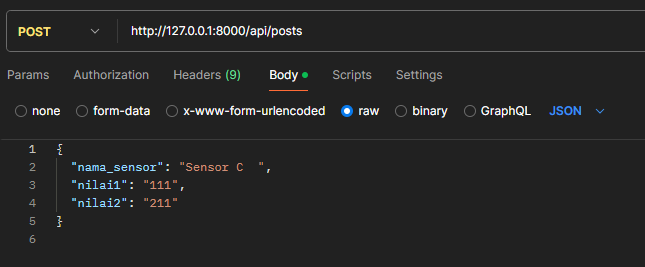 POST http://127.0.0.1:8000/api/posts
Params Authorization Headers (9) Body Scripts Settings
none form-data x-www-form-urlencoded raw binary GraphQL JSON
1 {
2 "nama_sensor": "Sensor C  ",
3 "nilai1": "111",
4 "nilai2": "211"
5 }
6